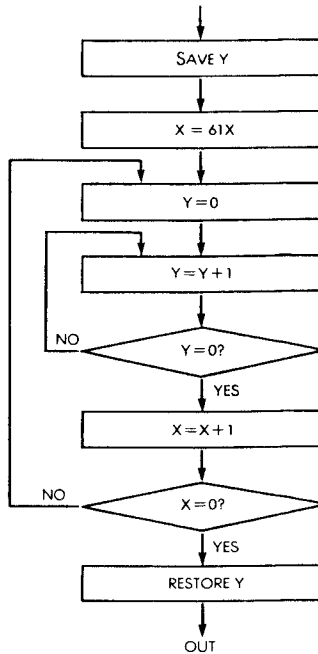 SAVE Y
X = 61X
Y=0
Y=Y+1
NO
Y=0?
YES
X=X+1
NO
X=0?
YES
RESTORE Y
OUT